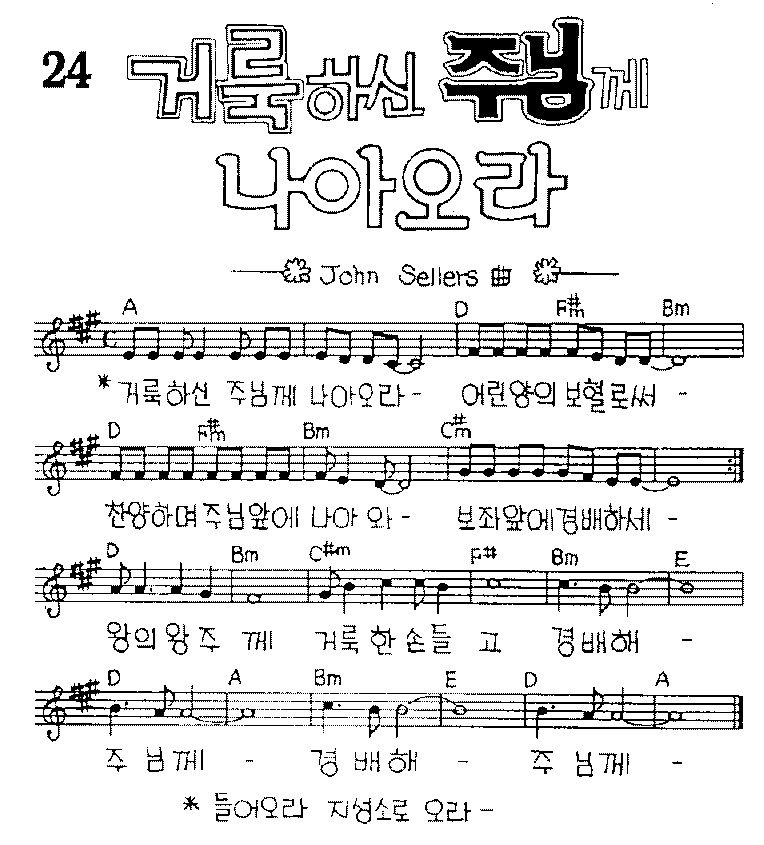 24
거룩하신 주님께
나아오라
John Sellers 曲
A D F#m Bm
* 거룩하신 주님께 나아오라 - 어린양의 보혈로써 -
D F#m Bm C#m
찬양하며 주님앞에 나아 와 - 보좌앞에 경배하세 -
D Bm C#m F# Bm E
왕의 왕 주 께 거룩 한 손들 고 경배해 -
D A Bm E D A
주 님께 - 경 배해 - 주 님께 -
* 들어오라 지성소로 오라 -